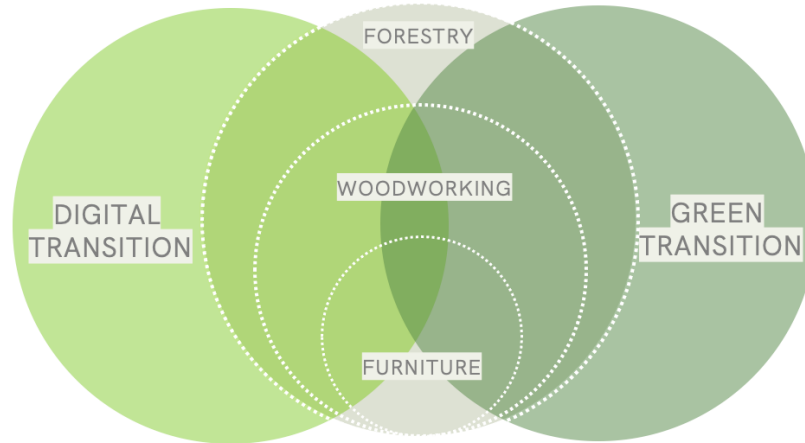 FORESTRY
WOODWORKING
DIGITAL
TRANSITION
GREEN
TRANSITION
FURNITURE